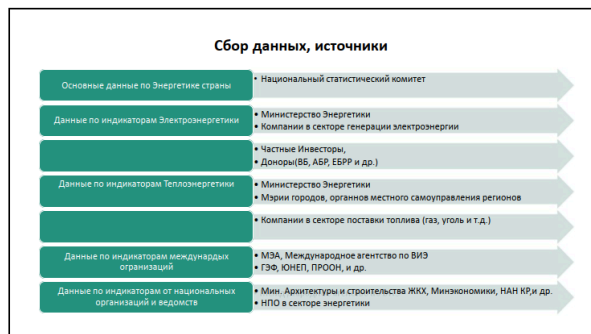 Сбор данных, источники
Основные данные по Энергетике страны
• Национальный статистический комитет
Данные по индикаторам Электроэнергетики
• Министерство Энергетики
• Компании в секторе генерации электроэнергии
• Частные Инвесторы,
• Доноры(ВБ, АБР, ЕБРР и др.)
Данные по индикаторам Теплоэнергетики
• Министерство Энергетики
• Мэрии городов, органнов местного самоуправления регионов
• Компании в секторе поставки топлива (газ, уголь и т.д.)
Данные по индикаторам междунардых
огранизаций
• МЭА, Международное агентство по ВИЭ
• ГЭФ, ЮНЕП, ПРООН, и др.
Данные по индикаторам от национальных
организаций и ведомств
• Мин. Архитектуры и строительства ЖКХ, Минэкономики, НАН КР,и др.
• НПО в секторе энергетики